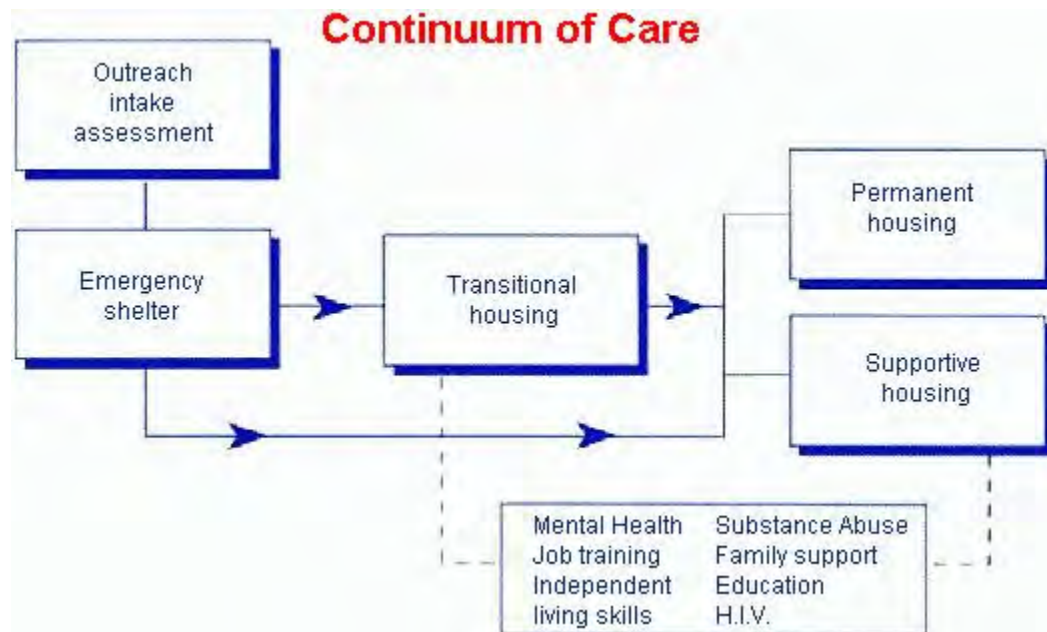 Continuum of Care
Outreach
intake
assessment
Emergency
shelter
Transitional
housing
Permanent
housing
Supportive
housing
Mental Health Substance Abuse
Job training Family support
Independent Education
living skills H.I.V.